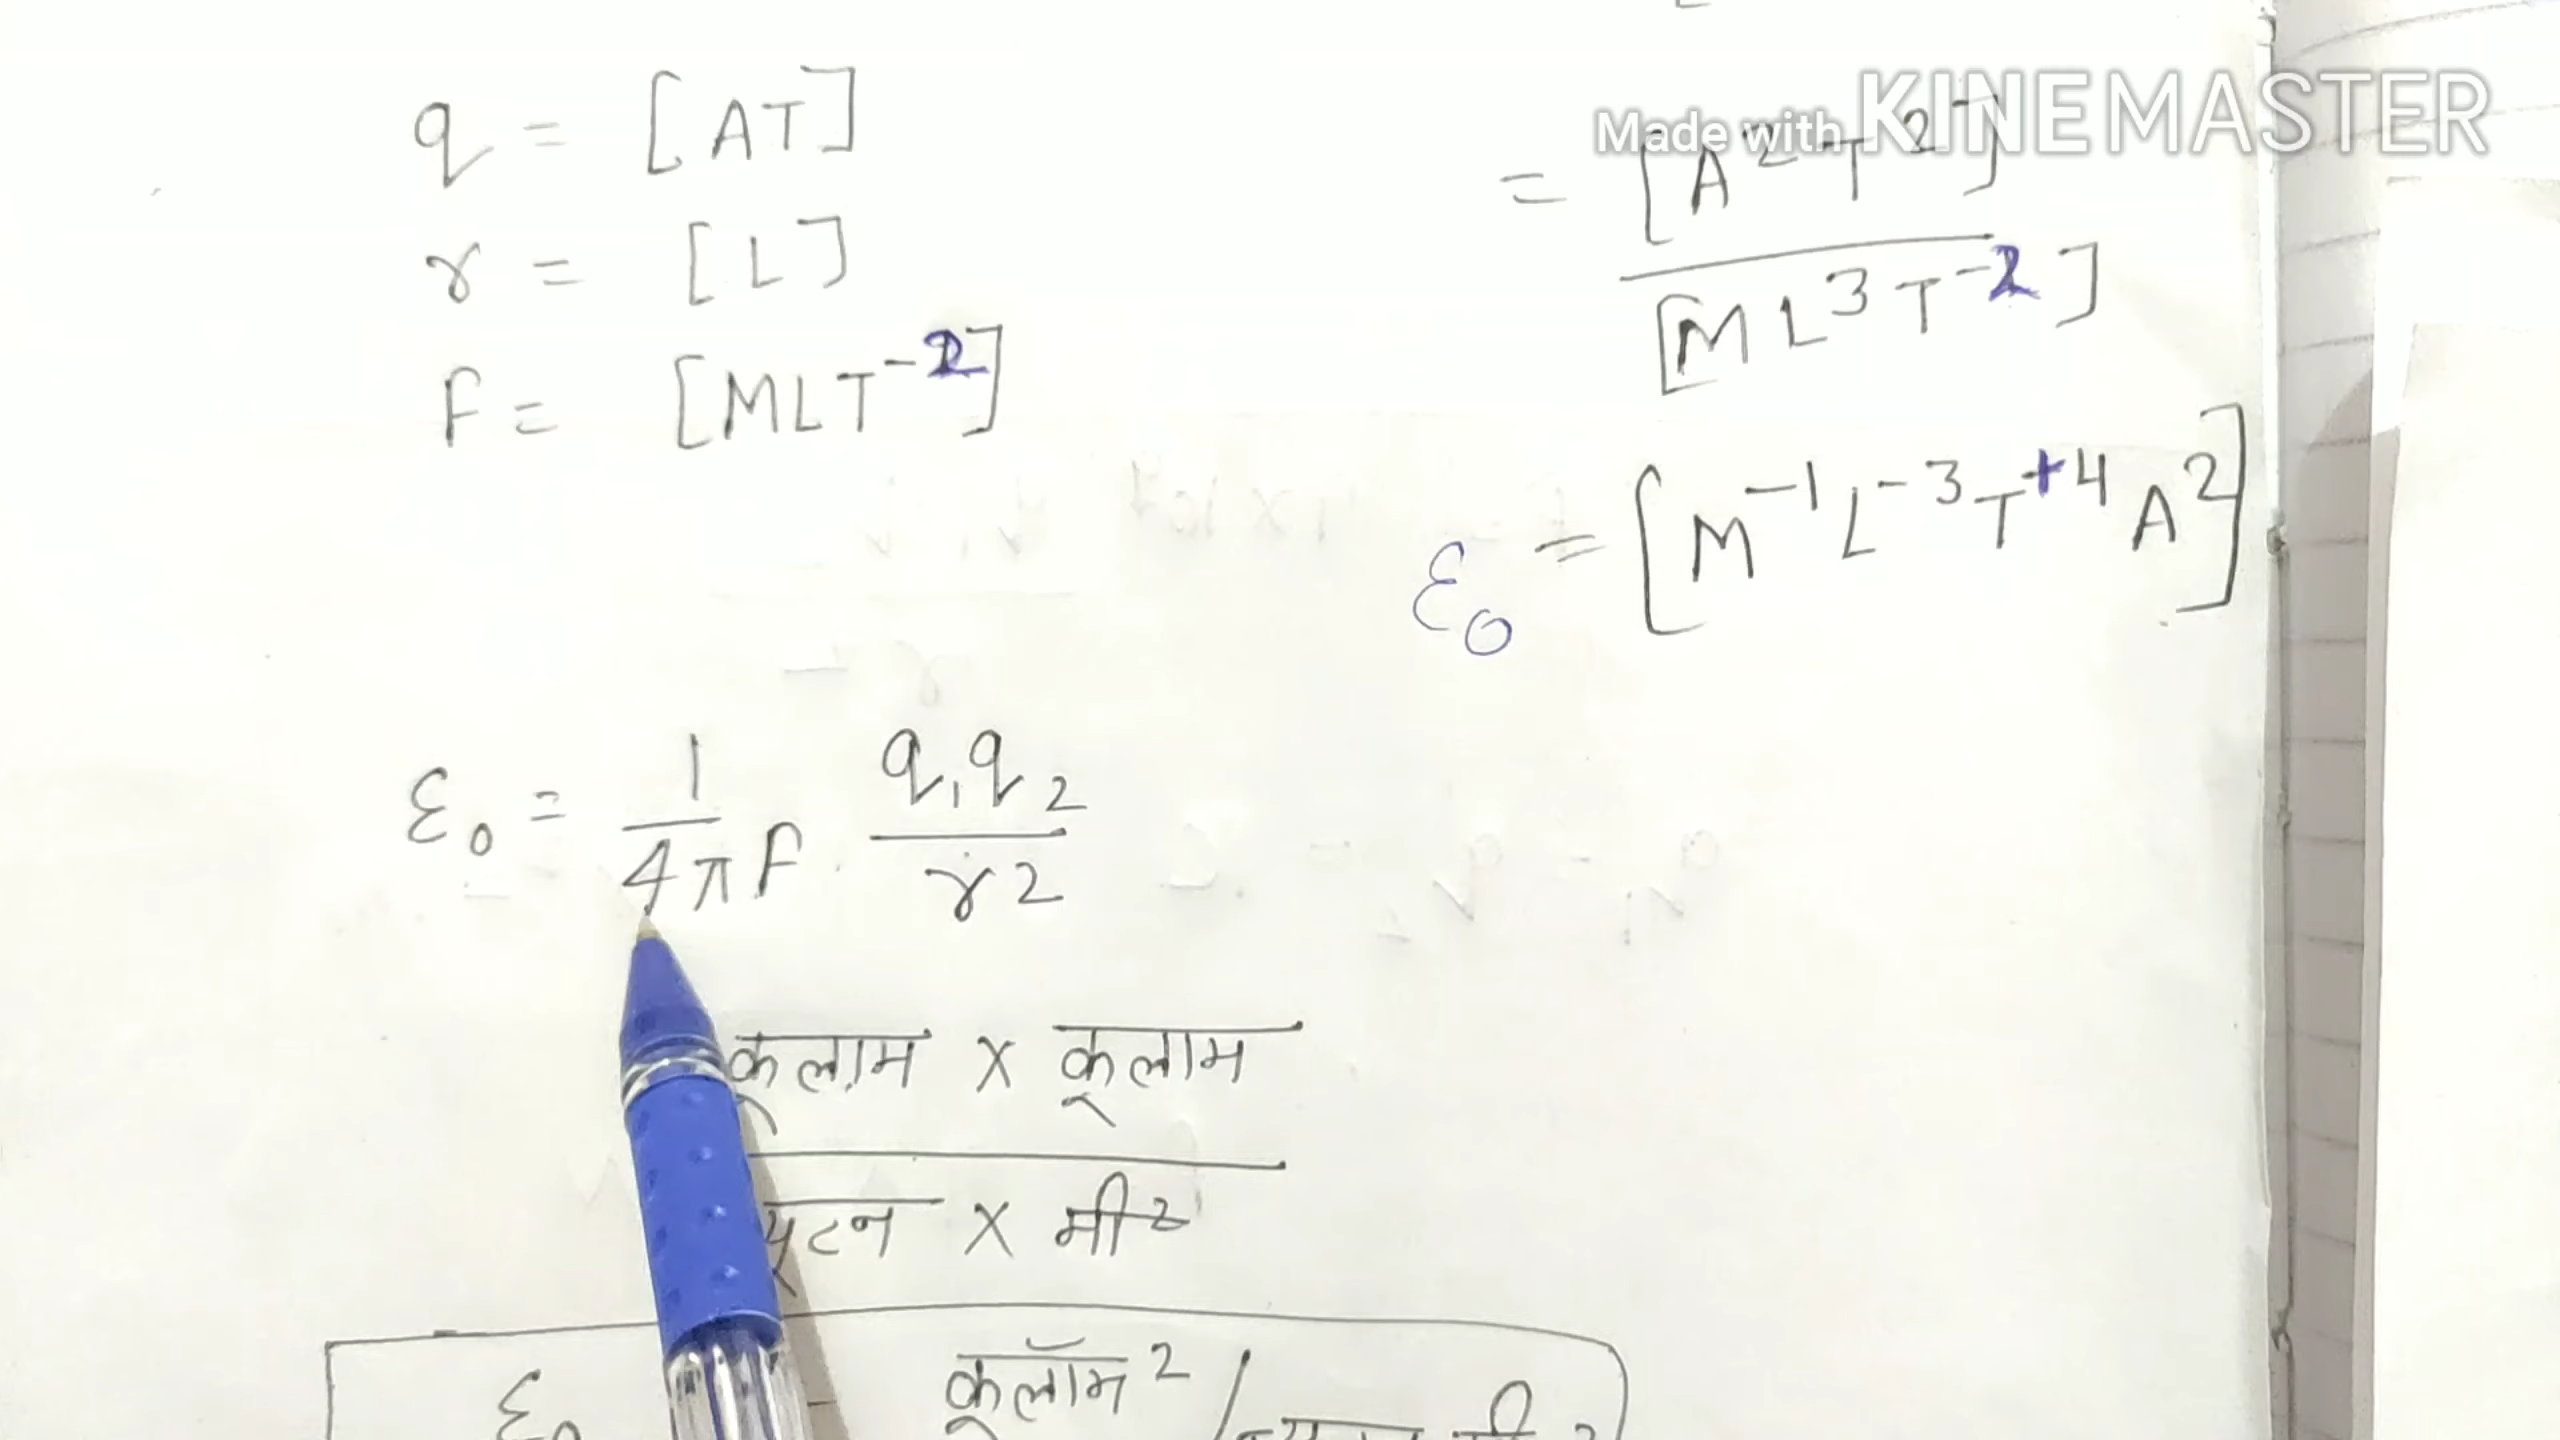 Made with KINEMASTER
q = [AT]
r = [L]
F = [MLT⁻²]
= [A²T²] / [ML³T⁻²]
ε₀ = [M⁻¹L⁻³T⁺⁴A²]
ε₀ = 1/4πF · q₁q₂/r²
कूलाम x कूलाम
x मी²
ε₀ कूलॉम² /